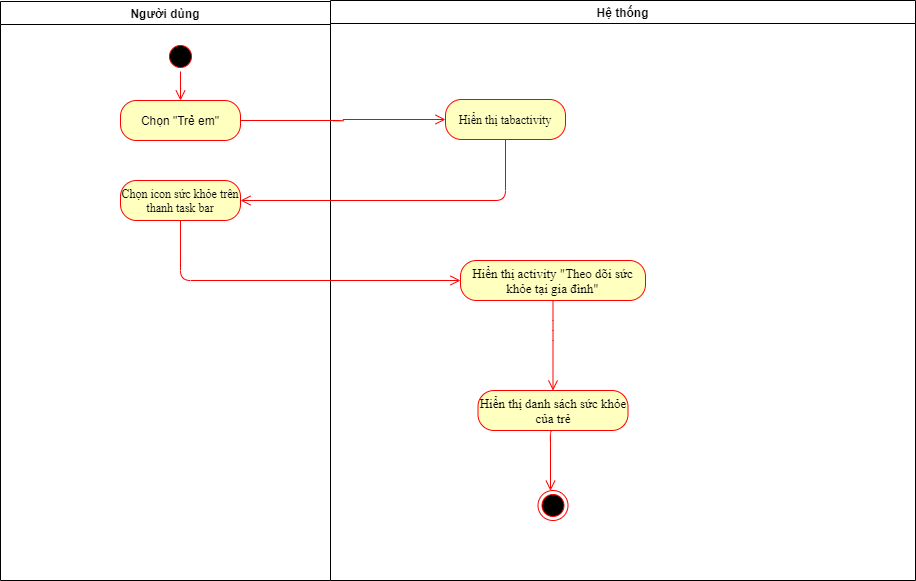 Người dùng
Hệ thống
Chọn "Trẻ em"
Hiển thị tabactivity
Chọn icon sức khỏe trên
thanh task bar
Hiển thị activity "Theo dõi sức
khỏe tại gia đình"
Hiển thị danh sách sức khỏe
của trẻ